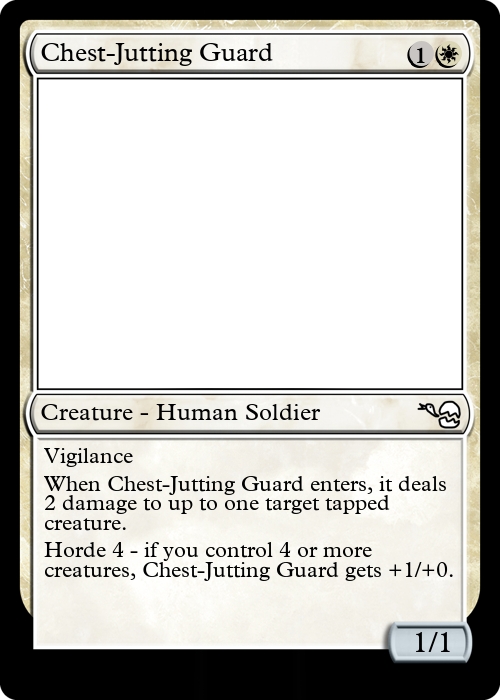 Chest-Jutting Guard 1
Creature - Human Soldier
Vigilance
When Chest-Jutting Guard enters, it deals
2 damage to up to one target tapped
creature.
Horde 4 - if you control 4 or more
creatures, Chest-Jutting Guard gets +1/+0.
1/1